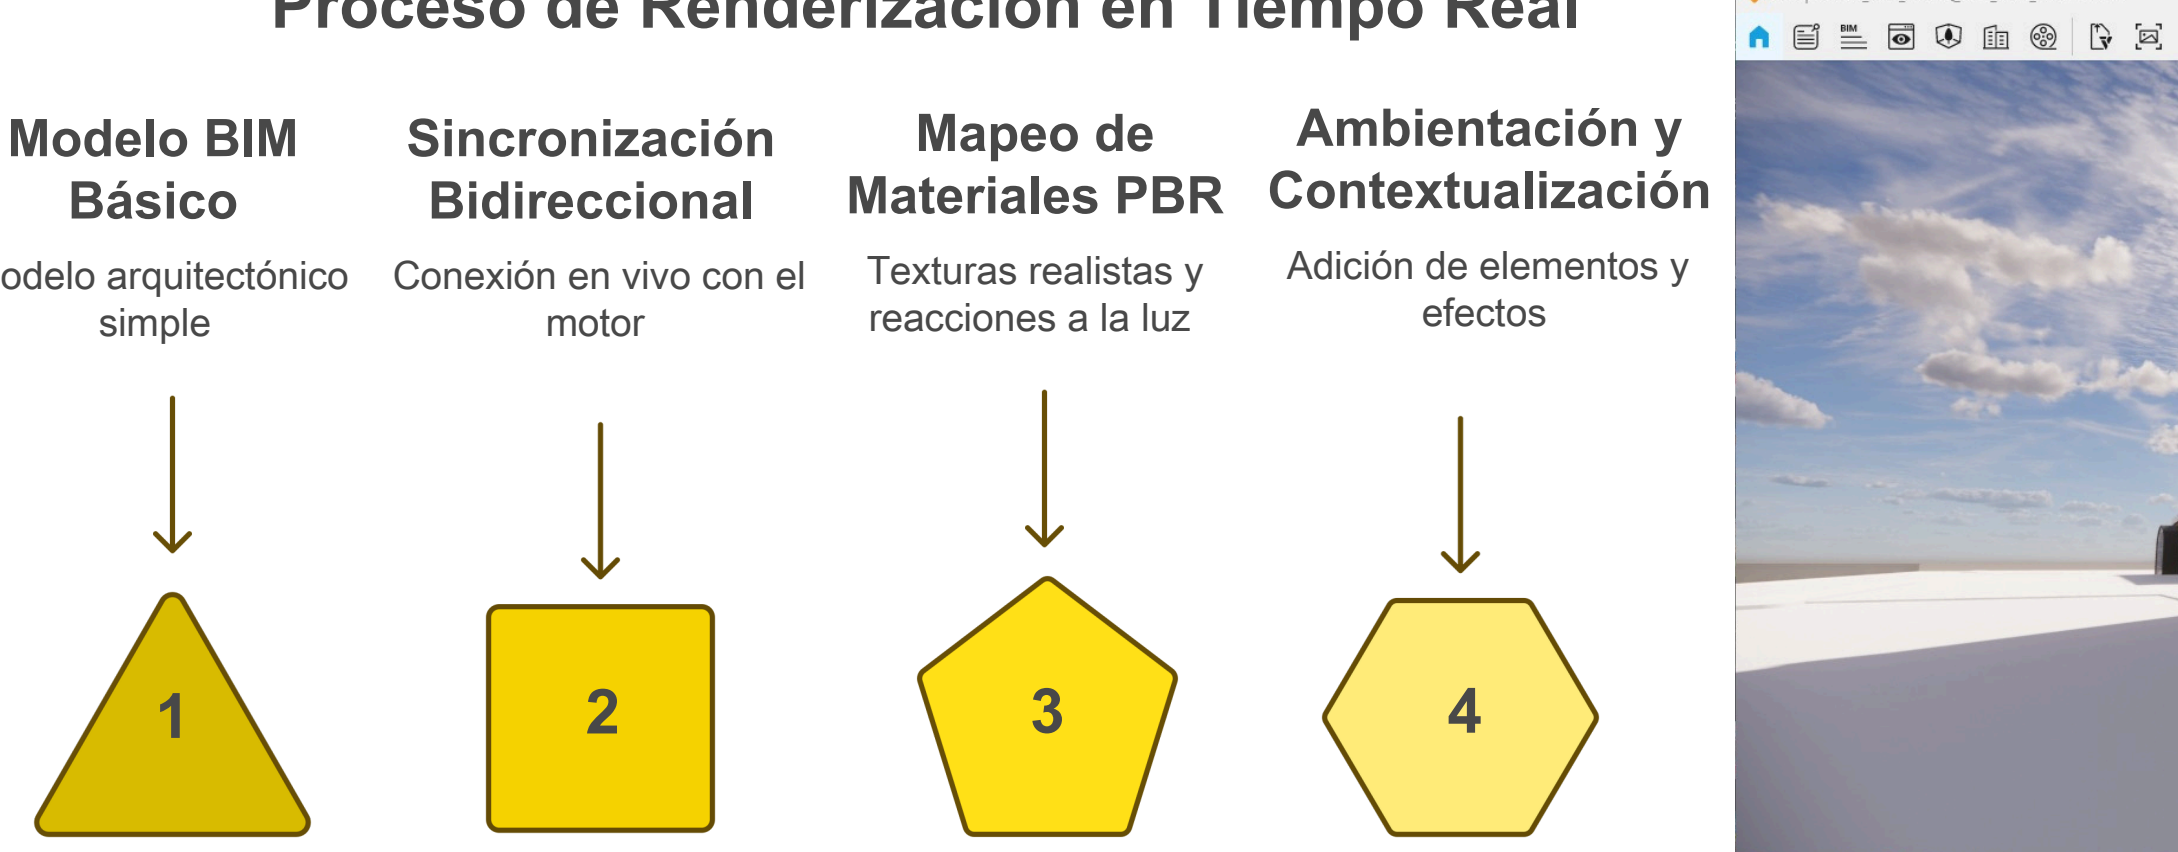 Proceso de Renderización en Tiempo Real
BIM
Modelo BIM
Básico
odelo arquitectónico
simple
Sincronización
Bidireccional
Conexión en vivo con el
motor
Mapeo de
Materiales PBR
Texturas realistas y
reacciones a la luz
Ambientación y
Contextualización
Adición de elementos y
efectos
1
2
3
4